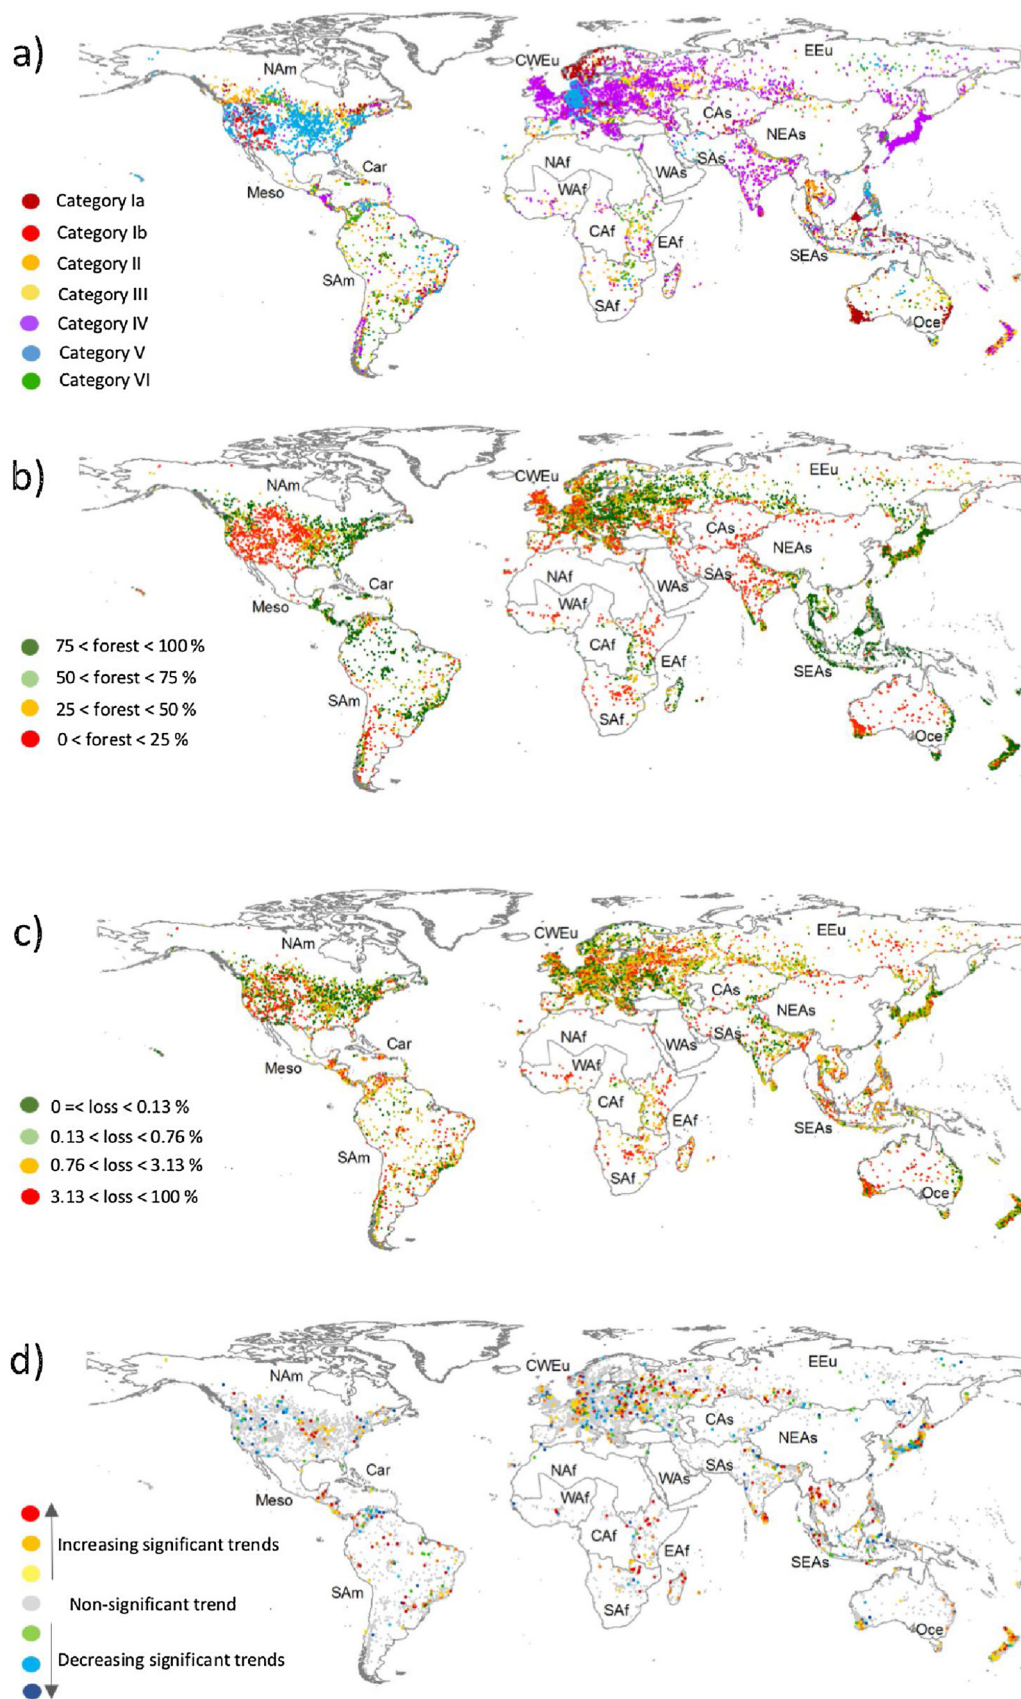 a)
CWEu
EEu
NAm
CAs
NEAs
SAs
NAf
WAs
Car
Meso
WAf
CAf
EAf
SEAs
SAm
SAf
Oce
Category Ia
Category Ib
Category II
Category III
Category IV
Category V
Category VI
b)
CWEu
EEu
NAm
CAs
NEAs
SAs
NAf
WAs
Car
Meso
WAf
CAf
EAf
SEAs
SAm
SAf
Oce
75 < forest < 100 %
50 < forest < 75 %
25 < forest < 50 %
0 < forest < 25 %
c)
CWEu
EEu
NAm
CAs
NEAs
SAs
NAf
WAs
Car
Meso
WAf
CAf
EAf
SEAs
SAm
SAf
Oce
0 =< loss < 0.13 %
0.13 < loss < 0.76 %
0.76 < loss < 3.13 %
3.13 < loss < 100 %
d)
CWEu
EEu
NAm
CAs
NEAs
SAs
NAf
WAs
Car
Meso
WAf
CAf
EAf
SEAs
SAm
SAf
Oce
Increasing significant trends
Non-significant trend
Decreasing significant trends